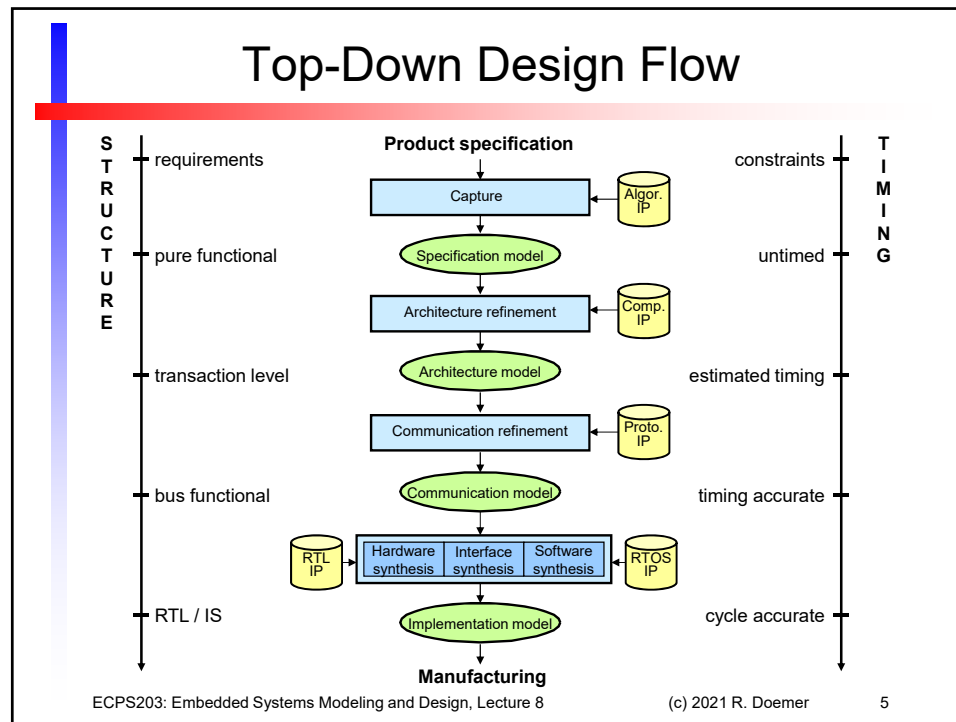 Top-Down Design Flow
STRUCTURE
TIMING
Product specification
requirements
constraints
Capture
Algor.
IP
pure functional
Specification model
untimed
Architecture refinement
Comp.
IP
transaction level
Architecture model
estimated timing
Communication refinement
Proto.
IP
bus functional
Communication model
timing accurate
RTL
IP
Hardware
synthesis
Interface
synthesis
Software
synthesis
RTOS
IP
RTL / IS
Implementation model
cycle accurate
Manufacturing
ECPS203: Embedded Systems Modeling and Design, Lecture 8 (c) 2021 R. Doemer 5